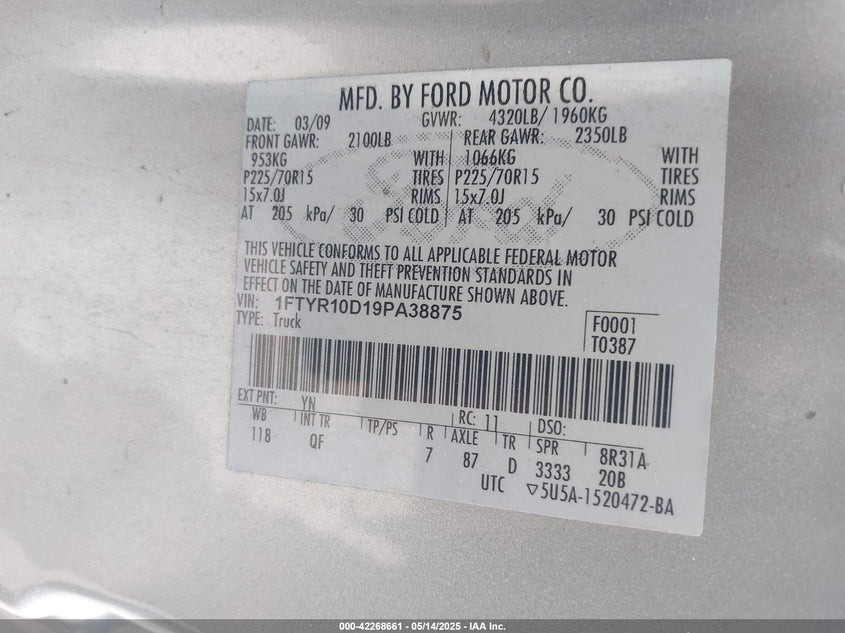 MFD. BY FORD MOTOR CO.
DATE: 03/09 GVWR: 4320LB/ 1960KG
FRONT GAWR: 2100LB REAR GAWR: 2350LB
953KG WITH 1066KG WITH
P225/70R15 TIRES P225/70R15 TIRES
15x7.0J RIMS 15x7.0J RIMS
AT 205 kPa/ 30 PSI COLD AT 205 kPa/ 30 PSI COLD
THIS VEHICLE CONFORMS TO ALL APPLICABLE FEDERAL MOTOR
VEHICLE SAFETY AND THEFT PREVENTION STANDARDS IN
EFFECT ON THE DATE OF MANUFACTURE SHOWN ABOVE.
VIN: 1FTYR10D19PA38875
TYPE: Truck
F0001
T0387
EXT PNT: YN RC: 11 DSO:
WB INT TR TP/PS R AXLE TR SPR 8R31A
118 QF 7 87 D 3333 20B
UTC ▽5U5A-1520472-BA
Ford
000-42268661 — 05/14/2025 — IAA Inc.